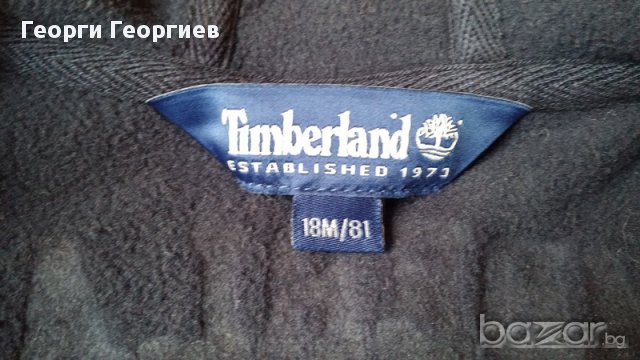 Георги Георгиев
Timberland
ESTABLISHED 1973
18M/81
bazar.bg